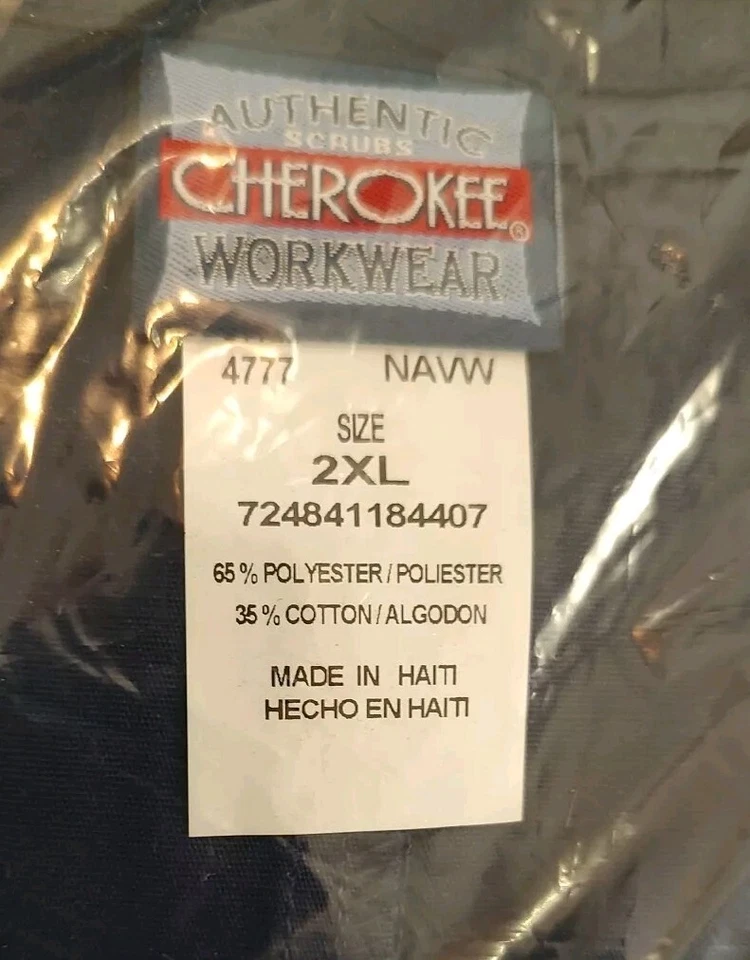 AUTHENTIC
SCRUBS
CHEROKEE®
WORKWEAR
4777 NAVW
SIZE
2XL
724841184407
65% POLYESTER/POLIESTER
35% COTTON/ALGODON
MADE IN HAITI
HECHO EN HAITI